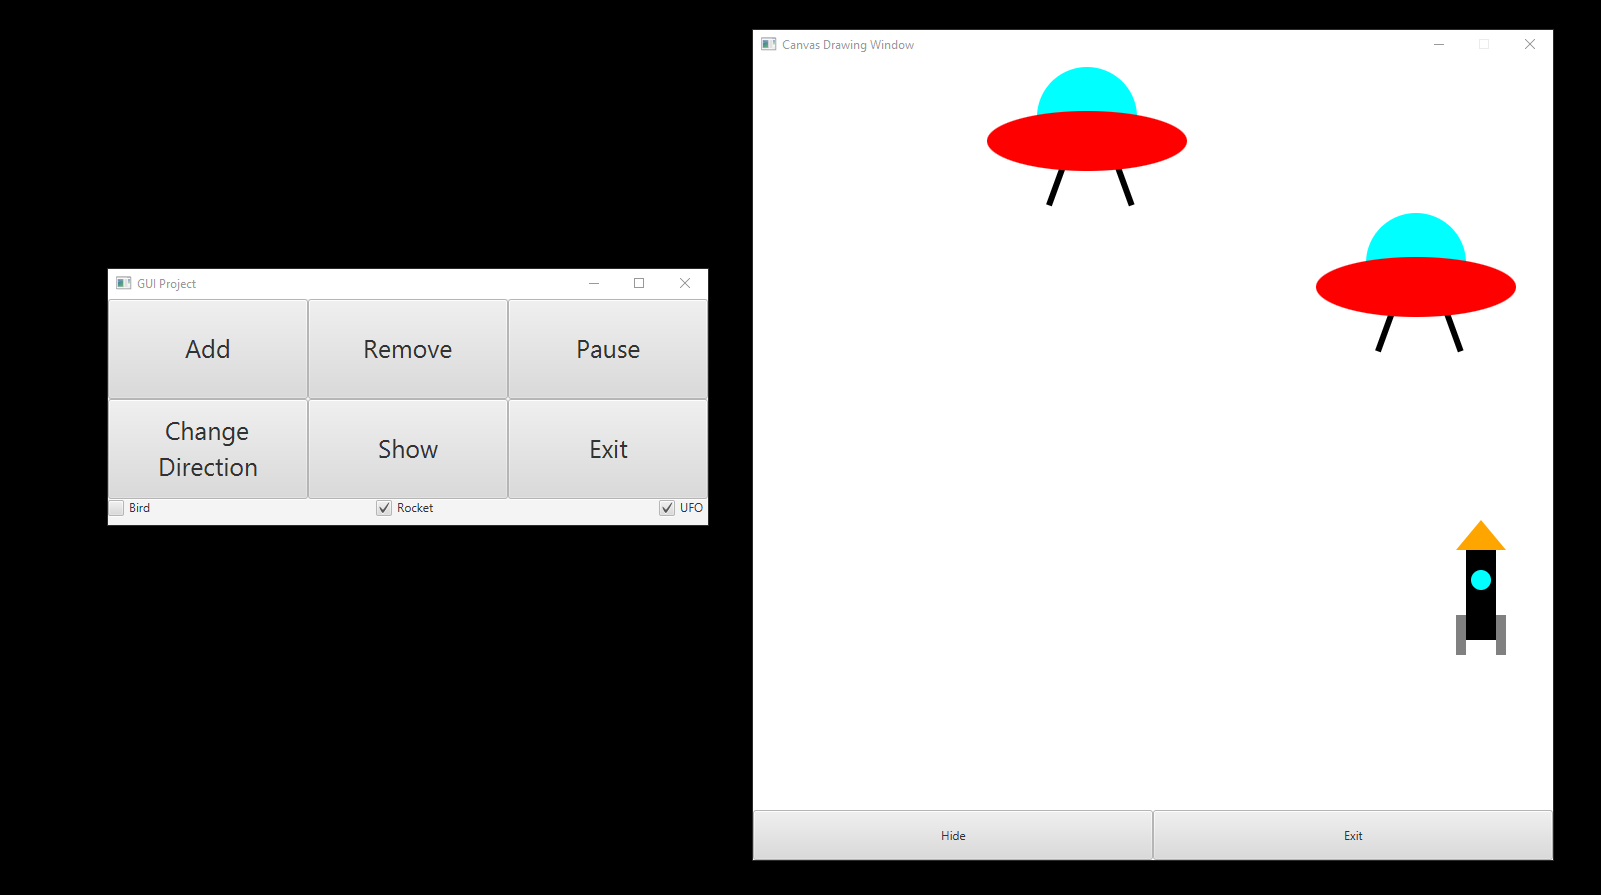 GUI Project
Add
Remove
Pause
Change
Direction
Show
Exit
Bird
Rocket
UFO
Canvas Drawing Window
Hide
Exit